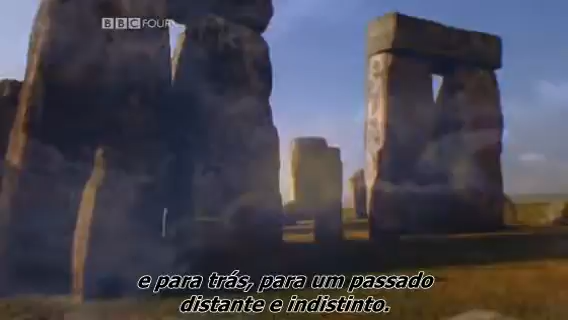 BBC FOUR
e para trás, para um passado
distante e indistinto.